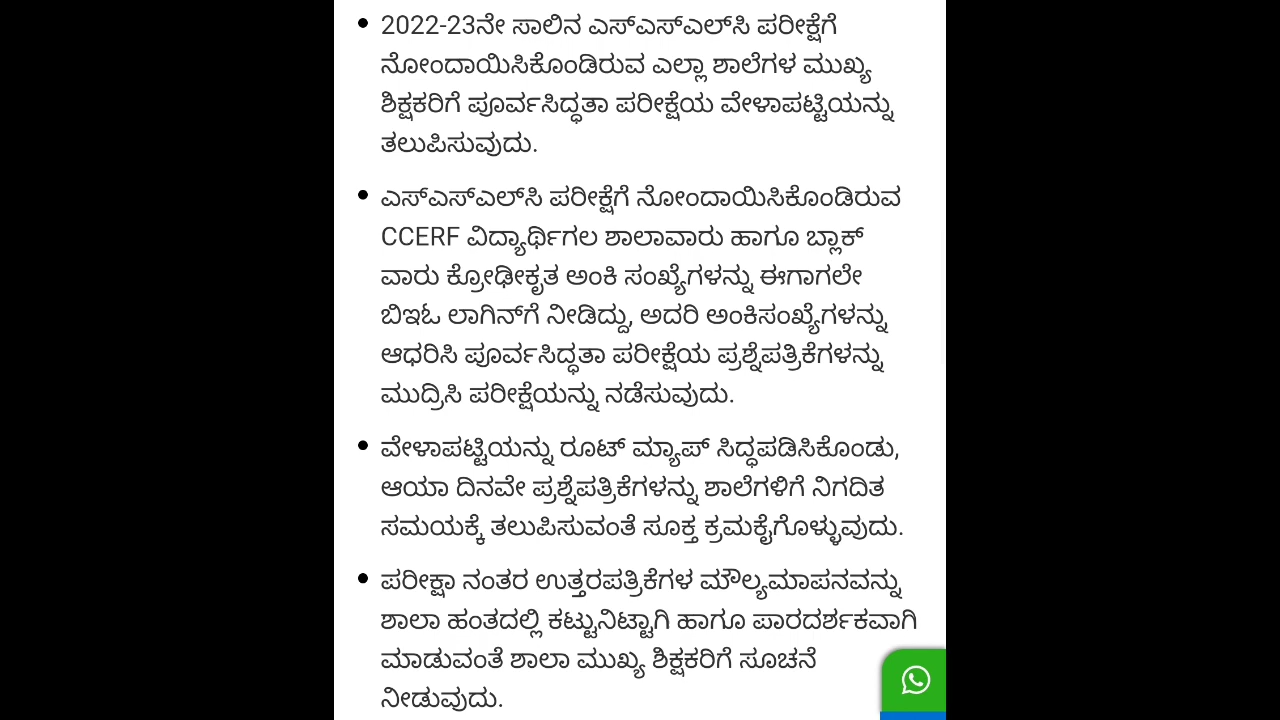 2022-23ನೇ ಸಾಲಿನ ಎಸ್ಎಸ್ಎಲ್‌ಸಿ ಪರೀಕ್ಷೆಗೆ
ನೋಂದಾಯಿಸಿಕೊಂಡಿರುವ ಎಲ್ಲಾ ಶಾಲೆಗಳ ಮುಖ್ಯ
ಶಿಕ್ಷಕರಿಗೆ ಪೂರ್ವಸಿದ್ಧತಾ ಪರೀಕ್ಷೆಯ ವೇಳಾಪಟ್ಟಿಯನ್ನು
ತಲುಪಿಸುವುದು.
ಎಸ್ಎಸ್ಎಲ್‌ಸಿ ಪರೀಕ್ಷೆಗೆ ನೋಂದಾಯಿಸಿಕೊಂಡಿರುವ
CCERF ವಿದ್ಯಾರ್ಥಿಗಲ ಶಾಲಾವಾರು ಹಾಗೂ ಬ್ಲಾಕ್
ವಾರು ಕ್ರೋಢೀಕೃತ ಅಂಕಿ ಸಂಖ್ಯೆಗಳನ್ನು ಈಗಾಗಲೇ
ಬಿಇಓ ಲಾಗಿನ್‌ಗೆ ನೀಡಿದ್ದು, ಅದರಿ ಅಂಕಿಸಂಖ್ಯೆಗಳನ್ನು
ಆಧರಿಸಿ ಪೂರ್ವಸಿದ್ಧತಾ ಪರೀಕ್ಷೆಯ ಪ್ರಶ್ನೆಪತ್ರಿಕೆಗಳನ್ನು
ಮುದ್ರಿಸಿ ಪರೀಕ್ಷೆಯನ್ನು ನಡೆಸುವುದು.
ವೇಳಾಪಟ್ಟಿಯನ್ನು ರೂಟ್ ಮ್ಯಾಪ್ ಸಿದ್ಧಪಡಿಸಿಕೊಂಡು,
ಆಯಾ ದಿನವೇ ಪ್ರಶ್ನೆಪತ್ರಿಕೆಗಳನ್ನು ಶಾಲೆಗಳಿಗೆ ನಿಗದಿತ
ಸಮಯಕ್ಕೆ ತಲುಪಿಸುವಂತೆ ಸೂಕ್ತ ಕ್ರಮಕೈಗೊಳ್ಳುವುದು.
ಪರೀಕ್ಷಾ ನಂತರ ಉತ್ತರಪತ್ರಿಕೆಗಳ ಮೌಲ್ಯಮಾಪನವನ್ನು
ಶಾಲಾ ಹಂತದಲ್ಲಿ ಕಟ್ಟುನಿಟ್ಟಾಗಿ ಹಾಗೂ ಪಾರದರ್ಶಕವಾಗಿ
ಮಾಡುವಂತೆ ಶಾಲಾ ಮುಖ್ಯ ಶಿಕ್ಷಕರಿಗೆ ಸೂಚನೆ
ನೀಡುವುದು.